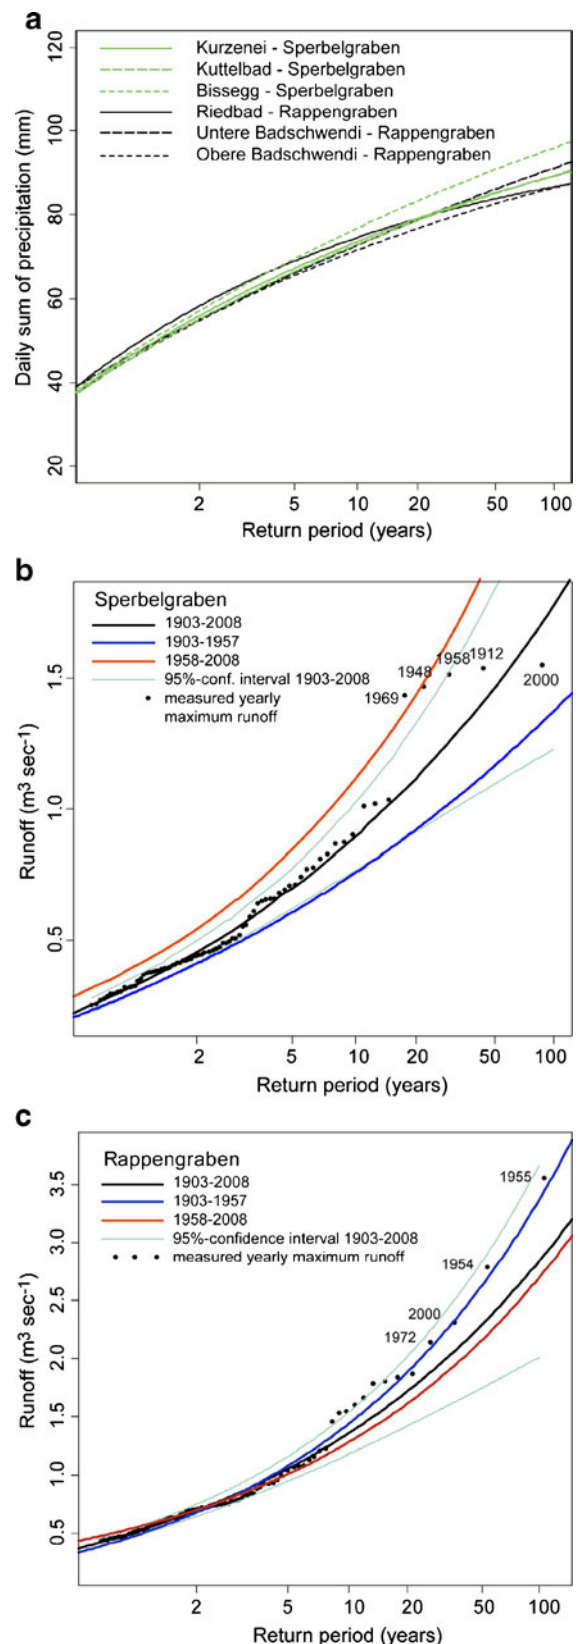 a
Kurzenei - Sperbelgraben
Kuttelbad - Sperbelgraben
Bissegg - Sperbelgraben
Riedbad - Rappengraben
Untere Badschwendi - Rappengraben
Obere Badschwendi - Rappengraben
Daily sum of precipitation (mm)
120
100
80
60
40
20
2 5 10 20 50 100
Return period (years)
b
Sperbelgraben
1903-2008
1903-1957
1958-2008
95%-conf. interval 1903-2008
measured yearly
maximum runoff
1969
1948
1958
1912
2000
Runoff (m³ sec⁻¹)
1.5
1.0
0.5
2 5 10 20 50 100
Return period (years)
c
Rappengraben
1903-2008
1903-1957
1958-2008
95%-confidence interval 1903-2008
measured yearly maximum runoff
1955
1954
2000
1972
Runoff (m³ sec⁻¹)
3.5
3.0
2.5
2.0
1.5
1.0
0.5
2 5 10 20 50 100
Return period (years)